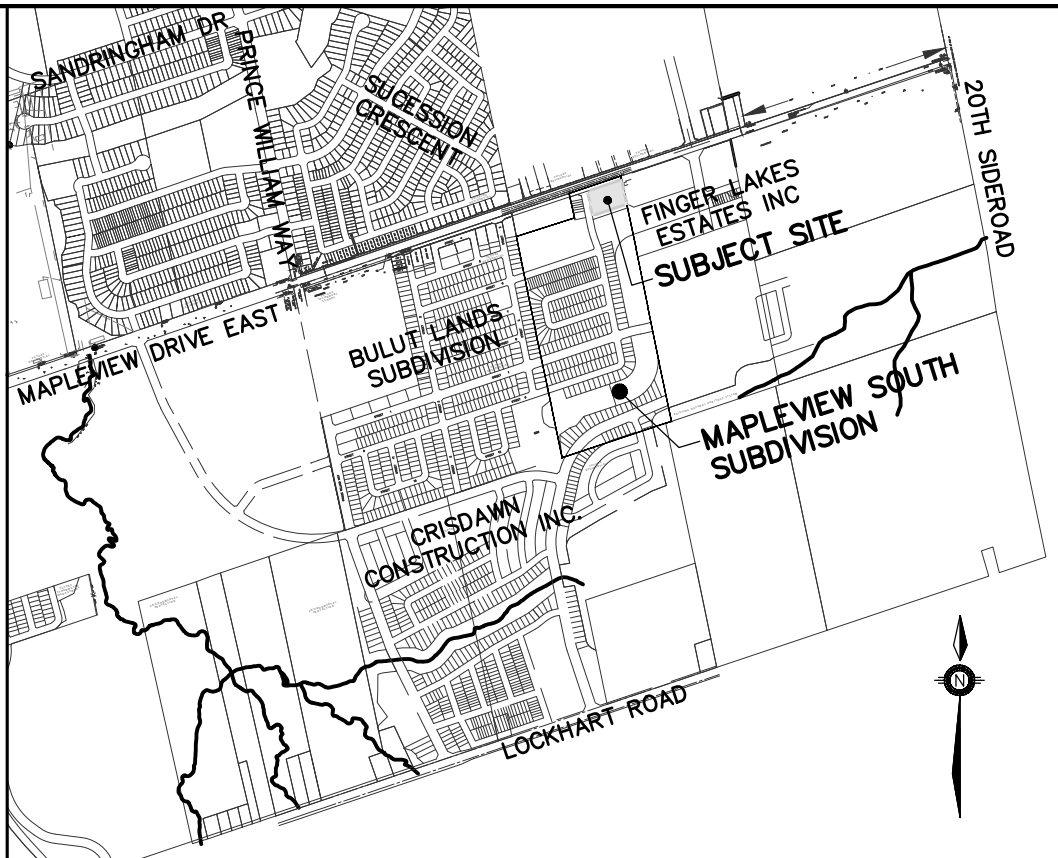 SANDRINGHAM DR
PRINCE WILLIAM WAY
SUCESSION
CRESCENT
20TH SIDEROAD
FINGER LAKES
ESTATES INC
SUBJECT SITE
MAPLEVIEW DRIVE EAST
BULUT LANDS
SUBDIVISION
MAPLEVIEW SOUTH
SUBDIVISION
CRISDAWN
CONSTRUCTION INC.
LOCKHART ROAD
N